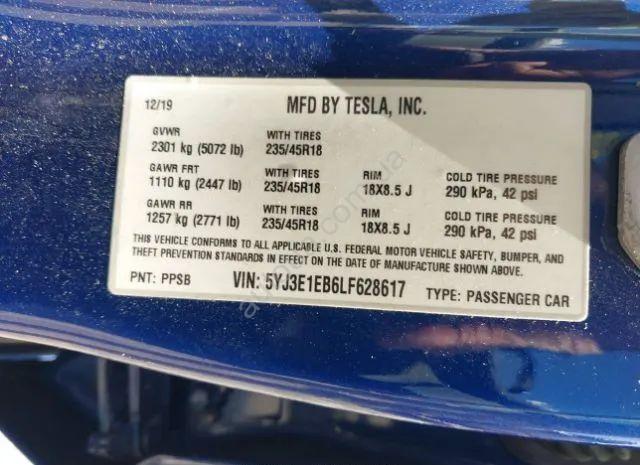 12/19 MFD BY TESLA, INC.
GVWR WITH TIRES
2301 kg (5072 lb) 235/45R18
GAWR FRT WITH TIRES RIM COLD TIRE PRESSURE
1110 kg (2447 lb) 235/45R18 18X8.5 J 290 kPa, 42 psi
GAWR RR WITH TIRES RIM COLD TIRE PRESSURE
1257 kg (2771 lb) 235/45R18 18X8.5 J 290 kPa, 42 psi
THIS VEHICLE CONFORMS TO ALL APPLICABLE U.S. FEDERAL MOTOR VEHICLE SAFETY, BUMPER, AND
THEFT PREVENTION STANDARDS IN EFFECT ON THE DATE OF MANUFACTURE SHOWN ABOVE.
PNT: PPSB VIN: 5YJ3E1EB6LF628617 TYPE: PASSENGER CAR